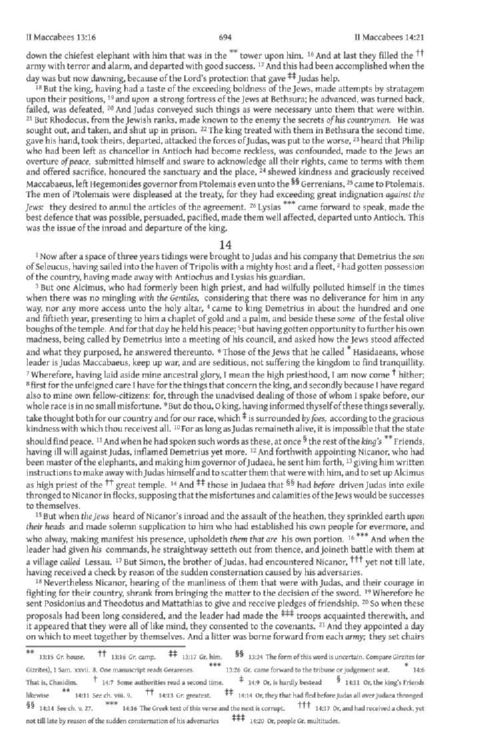 II Maccabees 13:16 694 II Maccabees 14:21
down the chiefest elephant with him that was in the ** tower upon him. 16 And at last they filled the ††
army with terror and alarm, and departed with good success. 17 And this had been accomplished when the
day was but now dawning, because of the Lord's protection that gave ‡‡ Judas help.
18 But the king, having had a taste of the exceeding boldness of the Jews, made attempts by stratagem
upon their positions, 19 and upon a strong fortress of the Jews at Bethsura; he advanced, was turned back,
failed, was defeated, 20 And Judas conveyed such things as were necessary unto them that were within.
21 But Rhodocus, from the Jewish ranks, made known to the enemy the secrets of his countrymen. He was
sought out, and taken, and shut up in prison. 22 The king treated with them in Bethsura the second time,
gave his hand, took theirs, departed, attacked the forces of Judas, was put to the worse, 23 heard that Philip
who had been left as chancellor in Antioch had become reckless, was confounded, made to the Jews an
overture of peace, submitted himself and sware to acknowledge all their rights, came to terms with them
and offered sacrifice, honoured the sanctuary and the place, 24 shewed kindness and graciously received
Maccabaeus, left Hegemonides governor from Ptolemais even unto the §§ Gerrenians, 25 came to Ptolemais.
The men of Ptolemais were displeased at the treaty, for they had exceeding great indignation against the
Jews: they desired to annul the articles of the agreement. 26 Lysias *** came forward to speak, made the
best defence that was possible, persuaded, pacified, made them well affected, departed unto Antioch. This
was the issue of the inroad and departure of the king.
14
1 Now after a space of three years tidings were brought to Judas and his company that Demetrius the son
of Seleucus, having sailed into the haven of Tripolis with a mighty host and a fleet, 2 had gotten possession
of the country, having made away with Antiochus and Lysias his guardian.
3 But one Alcimus, who had formerly been high priest, and had wilfully polluted himself in the times
when there was no mingling with the Gentiles, considering that there was no deliverance for him in any
way, nor any more access unto the holy altar, 4 came to king Demetrius in about the hundred and one
and fiftieth year, presenting to him a chaplet of gold and a palm, and beside these some of the festal olive
boughs of the temple. And for that day he held his peace; 5 but having gotten opportunity to further his own
madness, being called by Demetrius into a meeting of his council, and asked how the Jews stood affected
and what they purposed, he answered thereunto. 6 Those of the Jews that he called * Hasidaeans, whose
leader is Judas Maccabaeus, keep up war, and are seditious, not suffering the kingdom to find tranquillity.
7 Wherefore, having laid aside mine ancestral glory, I mean the high priesthood, I am now come † hither;
8 first for the unfeigned care I have for the things that concern the king, and secondly because I have regard
also to mine own fellow-citizens: for, through the unadvised dealing of those of whom I spake before, our
whole race is in no small misfortune. 9 But do thou, O king, having informed thyself of these things severally,
take thought both for our country and for our race, which ‡ is surrounded by foes, according to the gracious
kindness with which thou receivest all. 10 For as long as Judas remaineth alive, it is impossible that the state
should find peace. 11 And when he had spoken such words as these, at once § the rest of the king's ** Friends,
having ill will against Judas, inflamed Demetrius yet more. 12 And forthwith appointing Nicanor, who had
been master of the elephants, and making him governor of Judaea, he sent him forth, 13 giving him written
instructions to make away with Judas himself and to scatter them that were with him, and to set up Alcimus
as high priest of the †† great temple. 14 And ‡‡ those in Judaea that §§ had before driven Judas into exile
thronged to Nicanor in flocks, supposing that the misfortunes and calamities of the Jews would be successes
to themselves.
15 But when the Jews heard of Nicanor's inroad and the assault of the heathen, they sprinkled earth upon
their heads and made solemn supplication to him who had established his own people for evermore, and
who alway, making manifest his presence, upholdeth them that are his own portion. 16 *** And when the
leader had given his commands, he straightway setteth out from thence, and joineth battle with them at
a village called Lessau. 17 But Simon, the brother of Judas, had encountered Nicanor, ††† yet not till late,
having received a check by reason of the sudden consternation caused by his adversaries.
18 Nevertheless Nicanor, hearing of the manliness of them that were with Judas, and their courage in
fighting for their country, shrank from bringing the matter to the decision of the sword. 19 Wherefore he
sent Posidonius and Theodotus and Mattathias to give and receive pledges of friendship. 20 So when these
proposals had been long considered, and the leader had made the ‡‡‡ troops acquainted therewith, and
it appeared that they were all of like mind, they consented to the covenants. 21 And they appointed a day
on which to meet together by themselves. And a litter was borne forward from each army; they set chairs
** 13:15 Gr. house. †† 13:16 Gr. camp. ‡‡ 13:17 Gr. him. §§ 13:24 The form of this word is uncertain. Compare Girzites (or
Gizrites), 1 Sam. xxvii. 8. One manuscript reads Gerarenes. *** 13:26 Gr. came forward to the tribune or judgement seat. * 14:6
That is, Chasidim. † 14:7 Some authorities read a second time. ‡ 14:9 Or, is hardly bestead § 14:11 Or, the king's Friends
likewise ** 14:11 See ch. viii. 9. †† 14:13 Gr. greatest. ‡‡ 14:14 Or, they that had fled before Judas all over Judaea thronged
§§ 14:14 See ch. v. 27. *** 14:16 The Greek text of this verse and the next is corrupt. ††† 14:17 Or, and had received a check, yet
not till late by reason of the sudden consternation of his adversaries ‡‡‡ 14:20 Or, people Gr. multitudes.